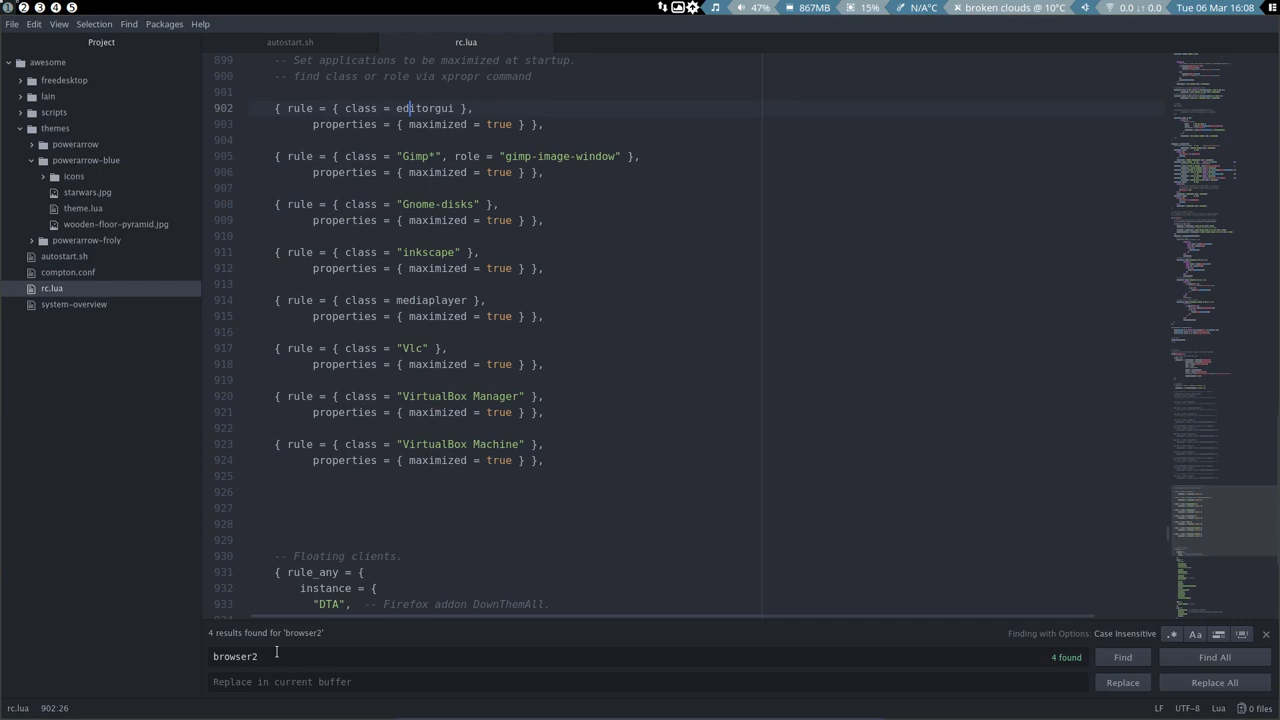 1 2 3 4 5
47% 867MB 15% N/A°C broken clouds @ 10°C 0.0 0.0 Tue 06 Mar 16:08
File Edit View Selection Find Packages Help
Project
autostart.sh
rc.lua
awesome
freedesktop
lain
scripts
themes
powerarrow
powerarrow-blue
icons
starwars.jpg
theme.lua
wooden-floor-pyramid.jpg
powerarrow-froly
autostart.sh
compton.conf
rc.lua
system-overview
899 -- Set applications to be maximized at startup.
900 -- find class or role via xprop command
901
902 { rule = { class = editorgui },
903 properties = { maximized = true } },
904
905 { rule = { class = "Gimp*", role = "gimp-image-window" },
906 properties = { maximized = true } },
907
908 { rule = { class = "Gnome-disks" },
909 properties = { maximized = true } },
910
911 { rule = { class = "inkscape" },
912 properties = { maximized = true } },
913
914 { rule = { class = mediaplayer },
915 properties = { maximized = true } },
916
917 { rule = { class = "Vlc" },
918 properties = { maximized = true } },
919
920 { rule = { class = "VirtualBox Manager" },
921 properties = { maximized = true } },
922
923 { rule = { class = "VirtualBox Machine" },
924 properties = { maximized = true } },
925
926
927
928
929
930 -- Floating clients.
931 { rule_any = {
932 instance = {
933 "DTA", -- Firefox addon DownThemAll.
4 results found for 'browser2'
Finding with Options: Case Insensitive
.* Aa
browser2
4 found
Find
Find All
Replace in current buffer
Replace
Replace All
rc.lua 902:26
LF UTF-8 Lua 0 files